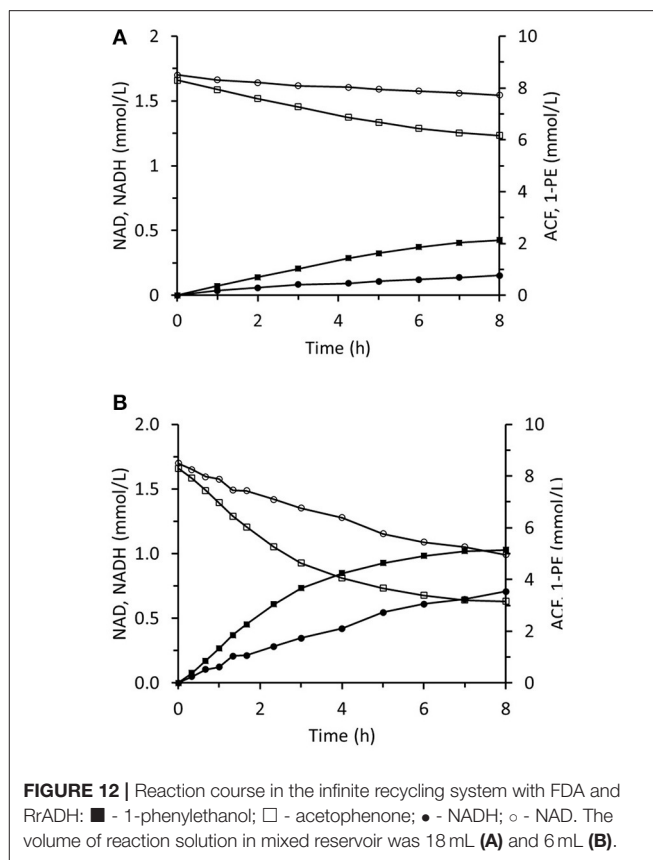 A
NAD, NADH (mmol/L)
2
1.5
1
0.5
0
ACF, 1-PE (mmol/L)
10
8
6
4
2
0
0 2 4 6 8
Time (h)
B
NAD, NADH (mmol/L)
2.0
1.5
1.0
0.5
0.0
ACF, 1-PE (mmol/L)
10
8
6
4
2
0
0 2 4 6 8
Time (h)
FIGURE 12 | Reaction course in the infinite recycling system with FDA and
RrADH: ■ - 1-phenylethanol; □ - acetophenone; ● - NADH; ○ - NAD. The
volume of reaction solution in mixed reservoir was 18 mL (A) and 6 mL (B).